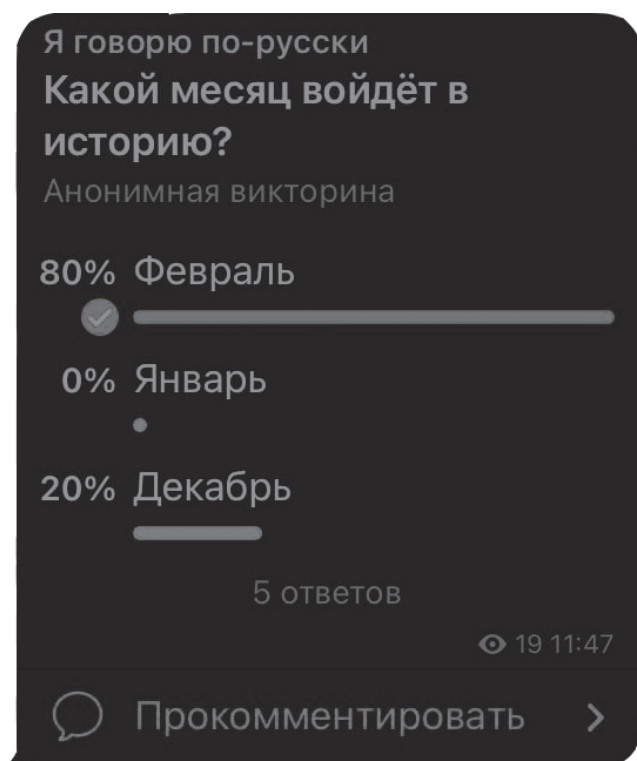 Я говорю по-русски
Какой месяц войдёт в
историю?
Анонимная викторина
80% Февраль
0% Январь
20% Декабрь
5 ответов
19 11:47
Прокомментировать